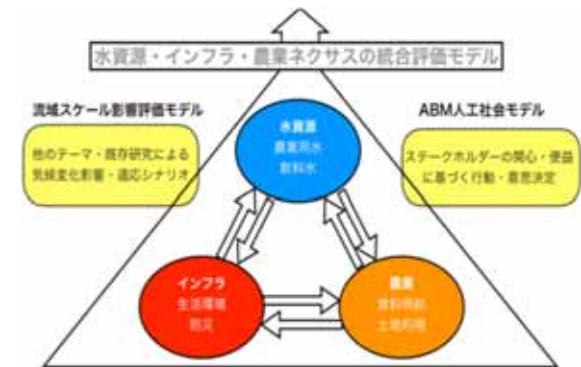 水資源・インフラ・農業ネクサスの統合評価モデル
流域スケール影響評価モデル
他のテーマ・既存研究による
気候変化影響・適応シナリオ
ABM人工社会モデル
ステークホルダーの関心・便益
に基づく行動・意思決定
水資源
農業用水
飲料水
インフラ
生活環境
防災
農業
食料供給
土地利用